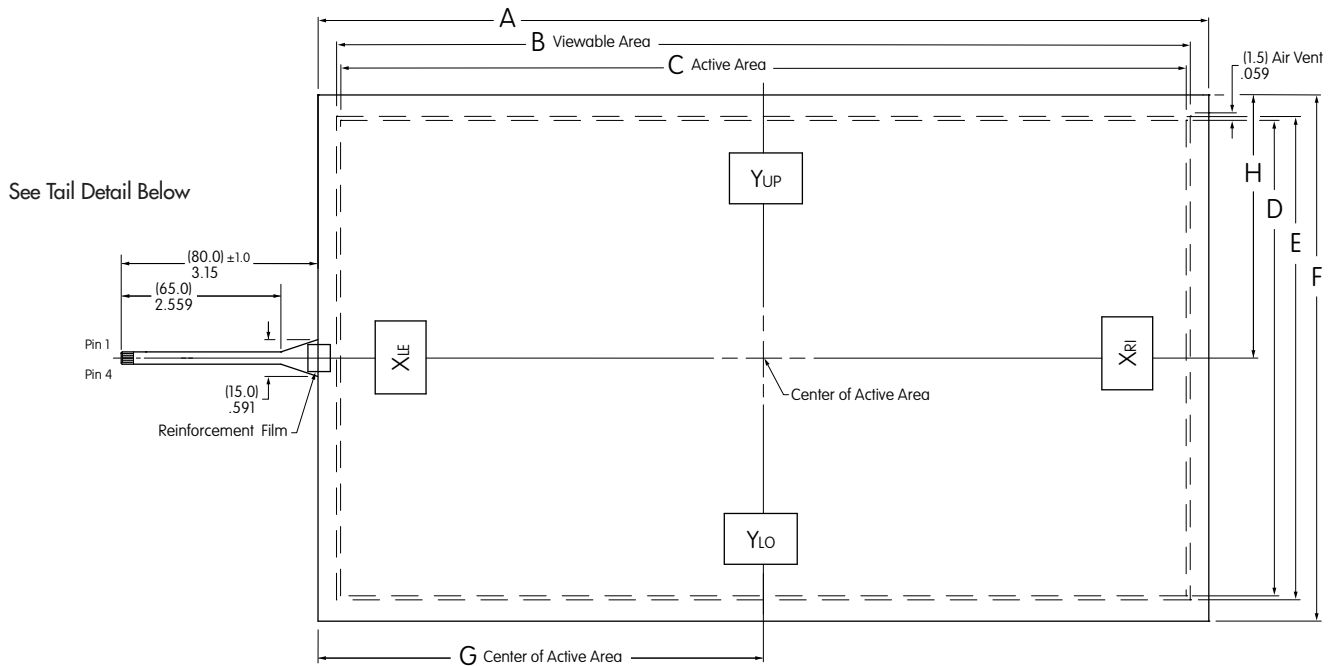 A
B Viewable Area
C Active Area
(1.5) Air Vent
.059
See Tail Detail Below
YUP
H
D
E
F
(80.0) ±1.0
3.15
(65.0)
2.559
Pin 1
Pin 4
XLE
XRI
(15.0)
.591
Center of Active Area
Reinforcement Film
YLO
G Center of Active Area